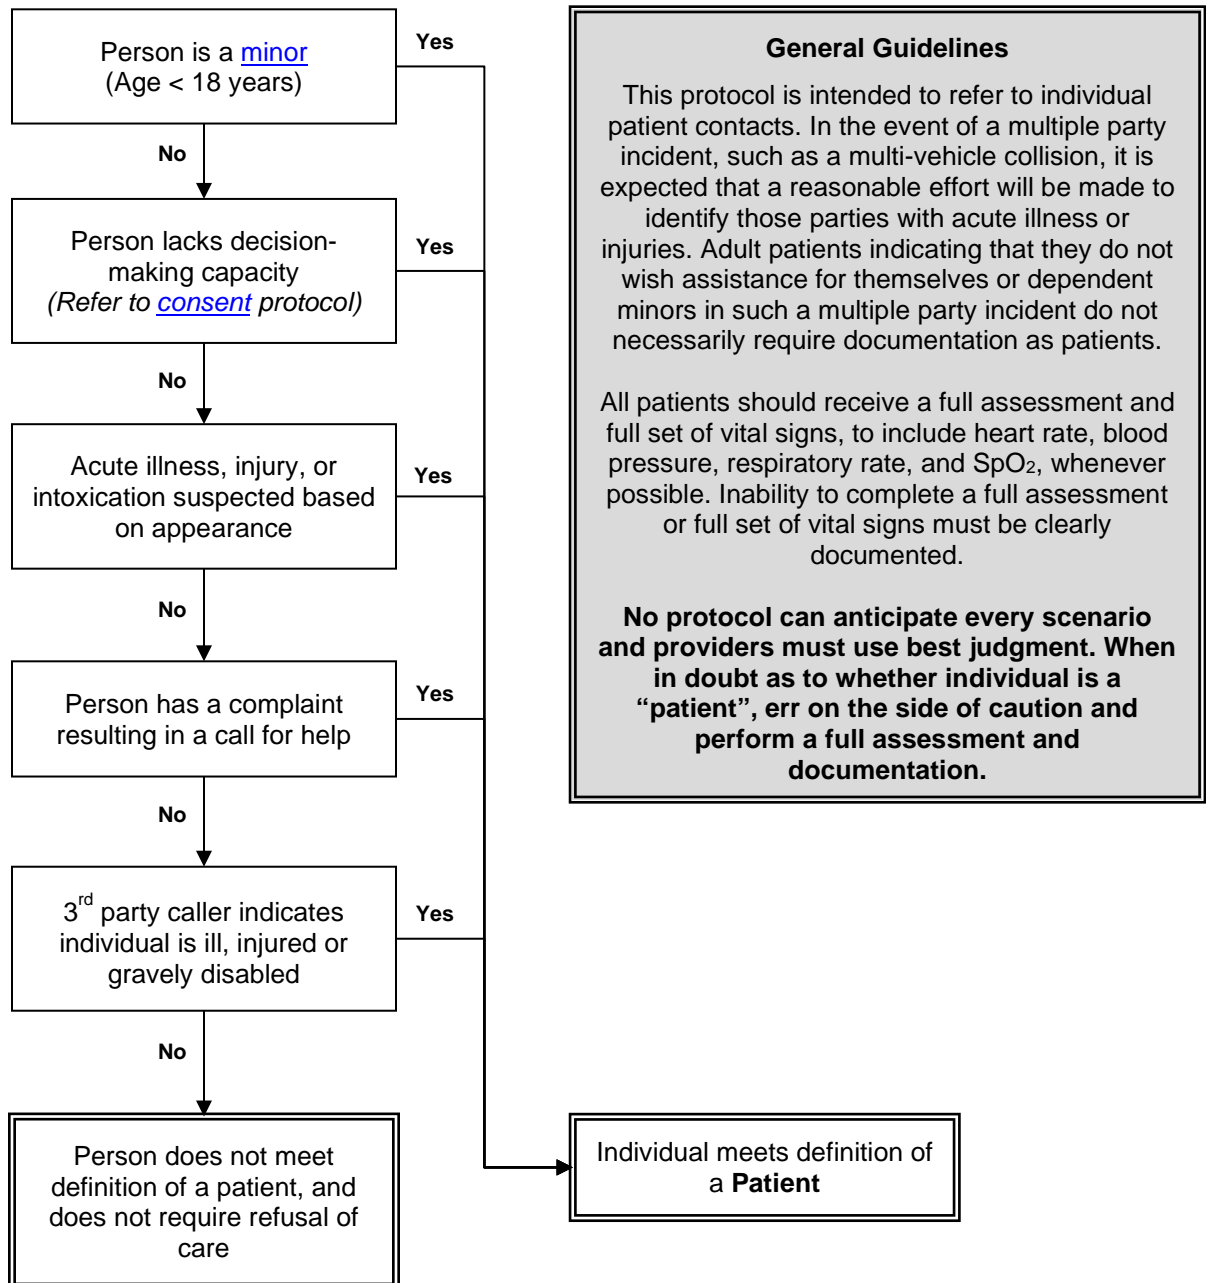 Person is a minor
(Age < 18 years)
Yes
No
Person lacks decision-
making capacity
(Refer to consent protocol)
Yes
No
Acute illness, injury, or
intoxication suspected based
on appearance
Yes
No
Person has a complaint
resulting in a call for help
Yes
No
3rd party caller indicates
individual is ill, injured or
gravely disabled
Yes
No
Person does not meet
definition of a patient, and
does not require refusal of
care
Individual meets definition of
a Patient
General Guidelines
This protocol is intended to refer to individual
patient contacts. In the event of a multiple party
incident, such as a multi-vehicle collision, it is
expected that a reasonable effort will be made to
identify those parties with acute illness or
injuries. Adult patients indicating that they do not
wish assistance for themselves or dependent
minors in such a multiple party incident do not
necessarily require documentation as patients.
All patients should receive a full assessment and
full set of vital signs, to include heart rate, blood
pressure, respiratory rate, and SpO₂, whenever
possible. Inability to complete a full assessment
or full set of vital signs must be clearly
documented.
No protocol can anticipate every scenario
and providers must use best judgment. When
in doubt as to whether individual is a
“patient”, err on the side of caution and
perform a full assessment and
documentation.